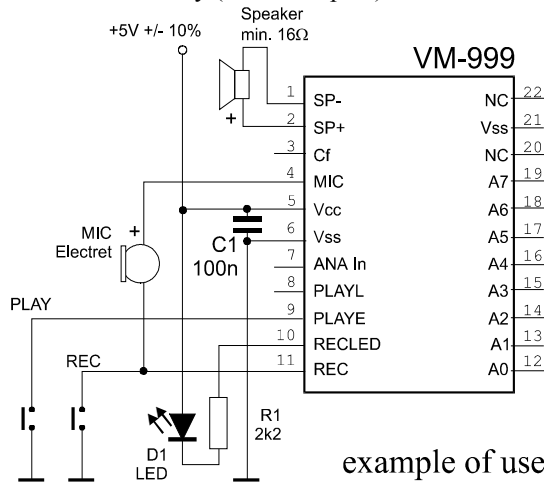 Speaker
min. 16Ω
+5V +/- 10%
VM-999
+
1 SP- NC 22
2 SP+ Vss 21
3 Cf NC 20
4 MIC A7 19
5 Vcc A6 18
6 Vss A5 17
7 ANA In A4 16
8 PLAYL A3 15
9 PLAYE A2 14
10 RECLED A1 13
11 REC A0 12
MIC +
Electret
C1
100n
PLAY
REC
R1
2k2
D1
LED
example of use